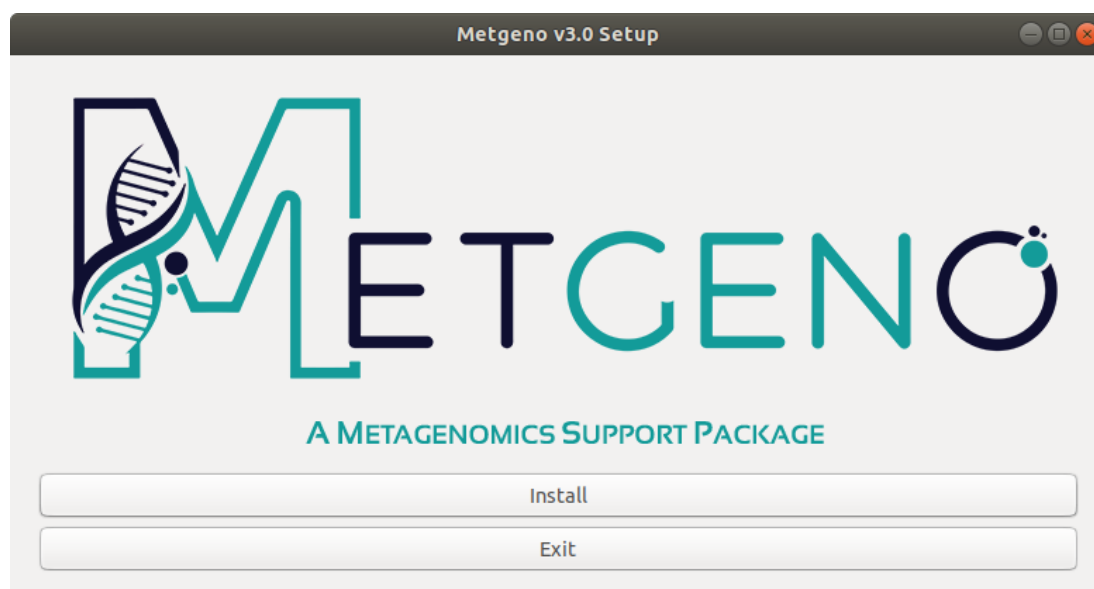 Metgeno v3.0 Setup
METGENO
A METAGENOMICS SUPPORT PACKAGE
Install
Exit